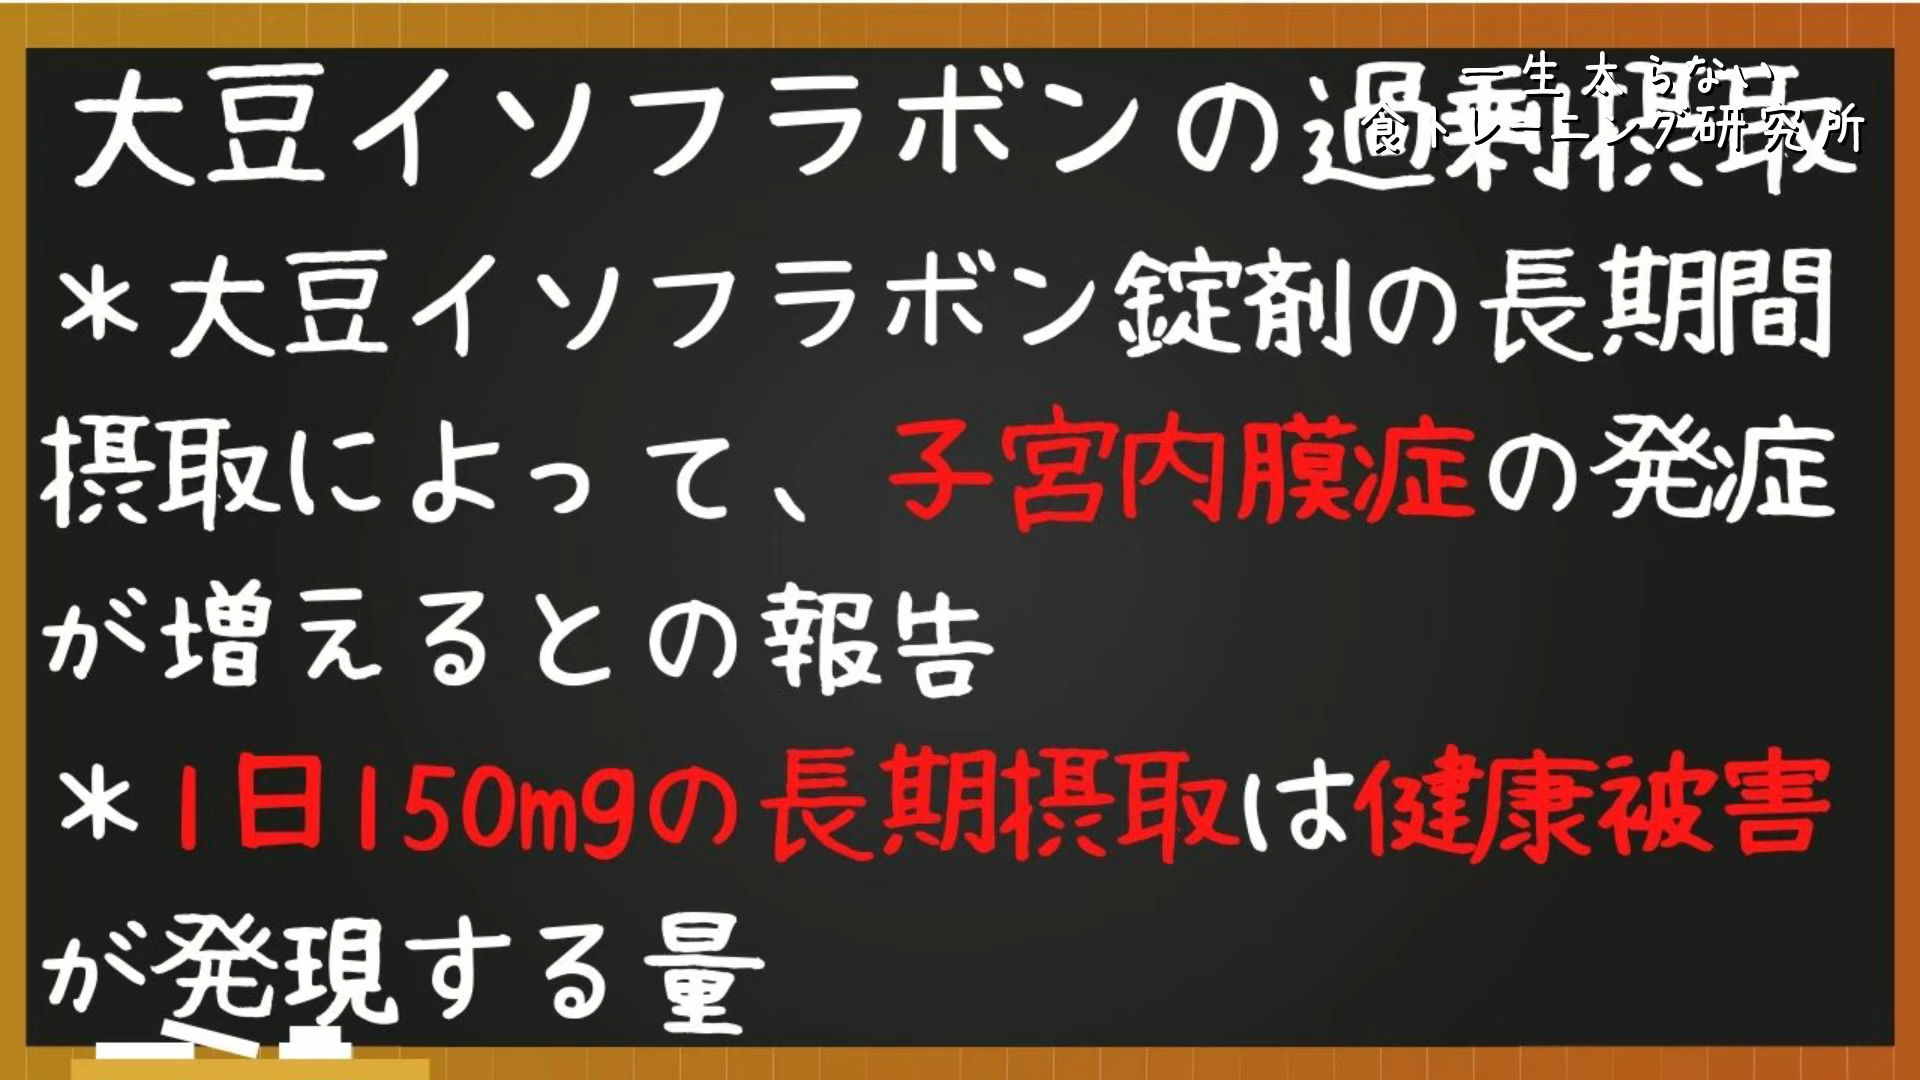 大豆イソフラボンの過剰摂取
一生太らない
食トレーニング研究所
＊大豆イソフラボン錠剤の長期間
摂取によって、子宮内膜症の発症
が増えるとの報告
＊1日150mgの長期摂取は健康被害
が発現する量